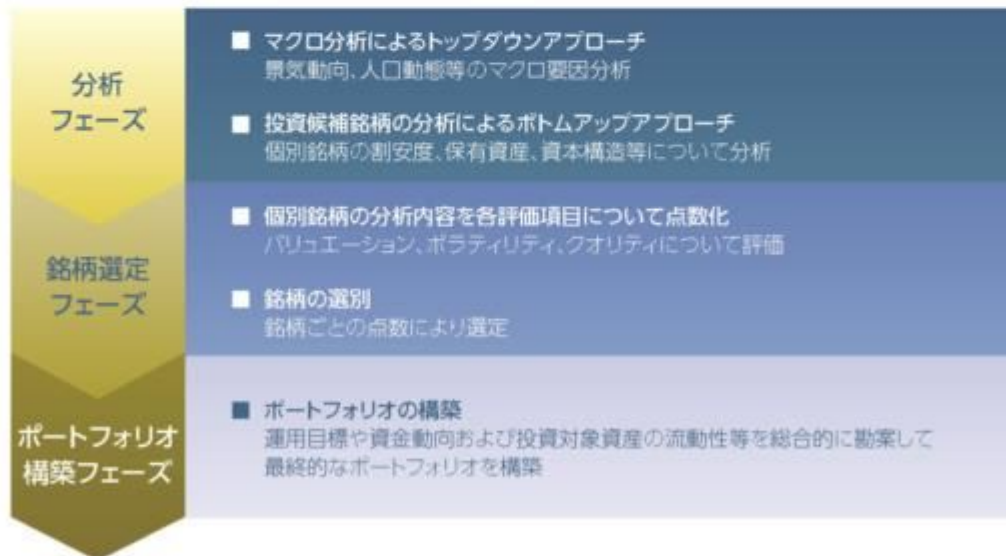 分析
フェーズ
■ マクロ分析によるトップダウンアプローチ
景気動向、人口動態等のマクロ要因分析
■ 投資候補銘柄の分析によるボトムアップアプローチ
個別銘柄の割安度、保有資産、資本構造等について分析
銘柄選定
フェーズ
■ 個別銘柄の分析内容を各評価項目について点数化
バリュエーション、ボラティリティ、クオリティについて評価
■ 銘柄の選別
銘柄ごとの点数により選定
ポートフォリオ
構築フェーズ
■ ポートフォリオの構築
運用目標や資金動向および投資対象資産の流動性等を総合的に勘案して
最終的なポートフォリオを構築